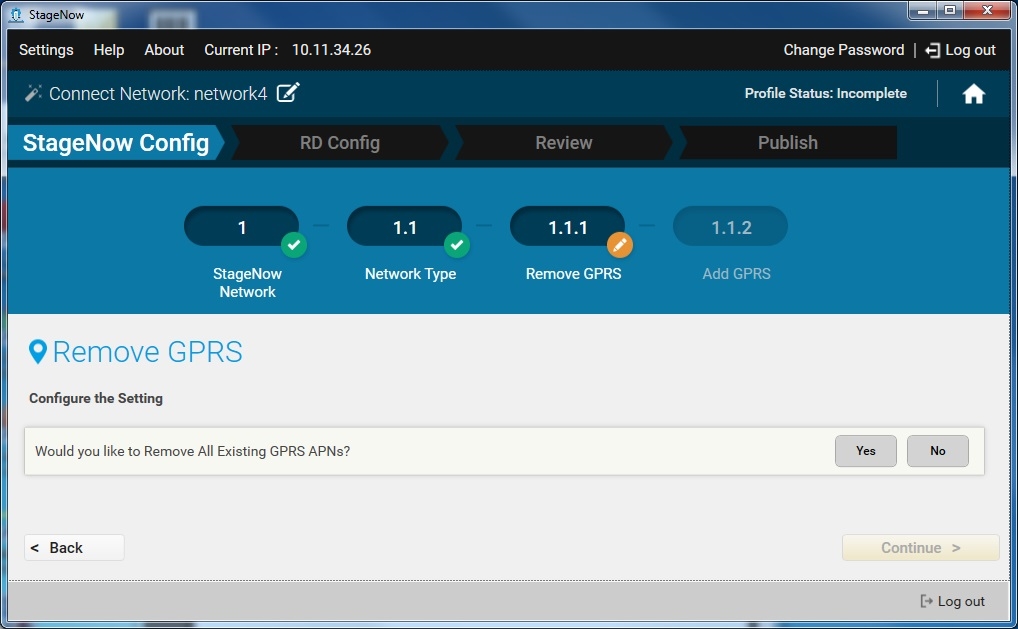 StageNow
Settings Help About Current IP : 10.11.34.26 Change Password | Log out
Connect Network: network4 Profile Status: Incomplete
StageNow Config RD Config Review Publish
1 1.1 1.1.1 1.1.2
StageNow Network Network Type Remove GPRS Add GPRS
Remove GPRS
Configure the Setting
Would you like to Remove All Existing GPRS APNs? Yes No
< Back Continue >
Log out